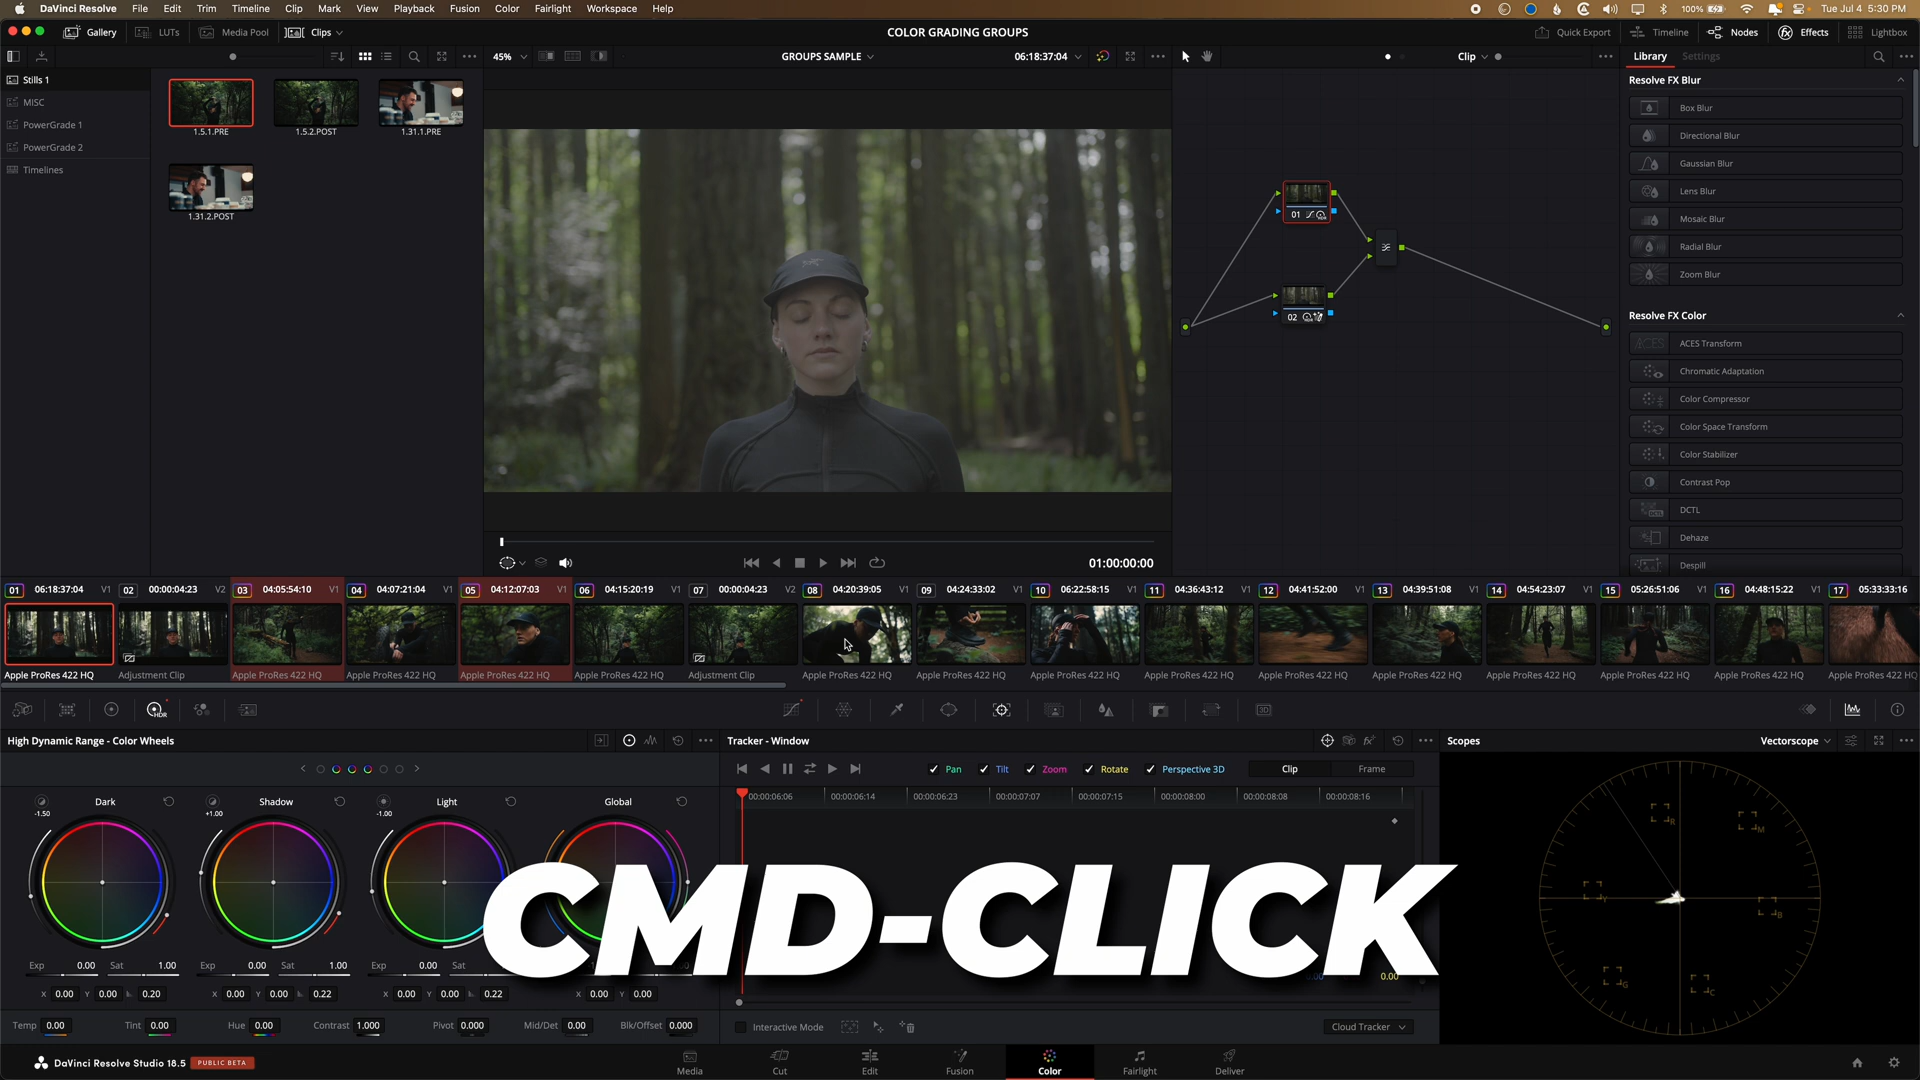 DaVinci Resolve File Edit Trim Timeline Clip Mark View Playback Fusion Color Fairlight Workspace Help 100% Tue Jul 4 5:30 PM
Gallery LUTs Media Pool Clips COLOR GRADING GROUPS Quick Export Timeline Nodes Effects Lightbox
45% GROUPS SAMPLE 06:18:37:04 Clip Library Settings
Stills 1
MISC
PowerGrade 1
PowerGrade 2
Timelines
1.5.1.PRE 1.5.2.POST 1.31.1.PRE
1.31.2.POST
01
02
Resolve FX Blur
Box Blur
Directional Blur
Gaussian Blur
Lens Blur
Mosaic Blur
Radial Blur
Zoom Blur
Resolve FX Color
ACES Transform
Chromatic Adaptation
Color Compressor
Color Space Transform
Color Stabilizer
Contrast Pop
DCTL
Dehaze
Despill
01:00:00:00
01 06:18:37:04 V1 02 00:00:04:23 V2 03 04:05:54:10 V1 04 04:07:21:04 V1 05 04:12:07:03 V1 06 04:15:20:19 V1 07 00:00:04:23 V2 08 04:20:39:05 V1 09 04:24:33:02 V1 10 06:22:58:15 V1 11 04:36:43:12 V1 12 04:41:52:00 V1 13 04:39:51:08 V1 14 04:54:23:07 V1 15 05:26:51:06 V1 16 04:48:15:22 V1 17 05:33:33:16
Apple ProRes 422 HQ Adjustment Clip Apple ProRes 422 HQ Apple ProRes 422 HQ Apple ProRes 422 HQ Apple ProRes 422 HQ Adjustment Clip Apple ProRes 422 HQ Apple ProRes 422 HQ Apple ProRes 422 HQ Apple ProRes 422 HQ Apple ProRes 422 HQ Apple ProRes 422 HQ Apple ProRes 422 HQ Apple ProRes 422 HQ Apple ProRes 422 HQ Apple ProRes 422 HQ
HDR 3D
High Dynamic Range - Color Wheels
Dark Shadow Light Global
-1.50 +1.00 -1.00
Exp 0.00 Sat 1.00 Exp 0.00 Sat 1.00 Exp 0.00 Sat
X 0.00 Y 0.00 0.20 X 0.00 Y 0.00 0.22 X 0.00 Y 0.00 0.22 X 0.00 Y 0.00
Temp 0.00 Tint 0.00 Hue 0.00 Contrast 1.000 Pivot 0.000 Mid/Det 0.00 Blk/Offset 0.000
Tracker - Window
Pan Tilt Zoom Rotate Perspective 3D Clip Frame
00:00:06:06 00:00:06:14 00:00:06:23 00:00:07:07 00:00:07:15 00:00:08:00 00:00:08:08 00:00:08:16
CMD-CLICK
0.00 0.00
Interactive Mode Cloud Tracker
Scopes Vectorscope
R M
Y B
G C
DaVinci Resolve Studio 18.5 PUBLIC BETA
Media Cut Edit Fusion Color Fairlight Deliver